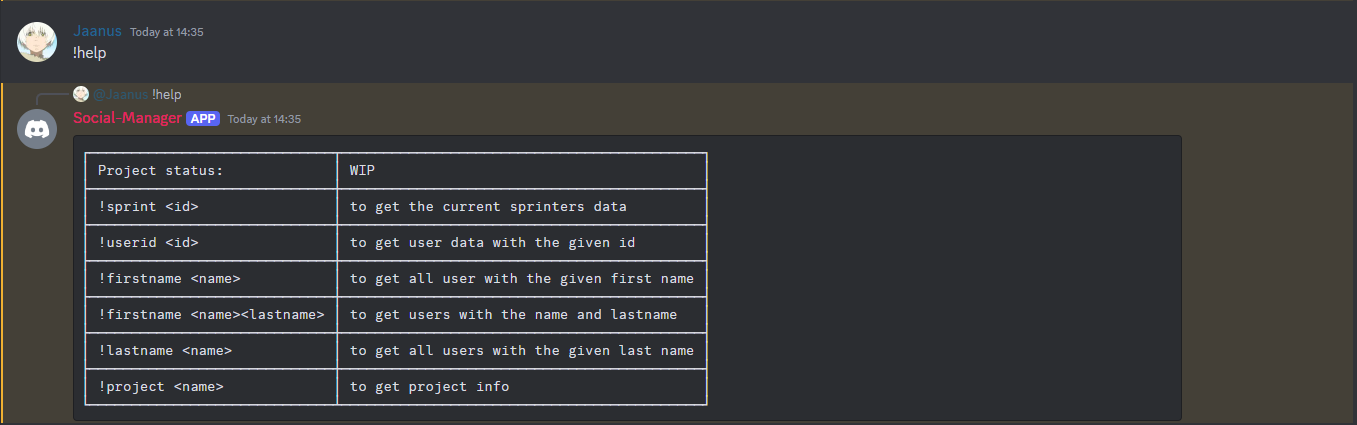 Jaanus Today at 14:35
!help
@Jaanus !help
Social-Manager APP Today at 14:35
Project status: WIP
!sprint <id> to get the current sprinters data
!userid <id> to get user data with the given id
!firstname <name> to get all user with the given first name
!firstname <name><lastname> to get users with the name and lastname
!lastname <name> to get all users with the given last name
!project <name> to get project info